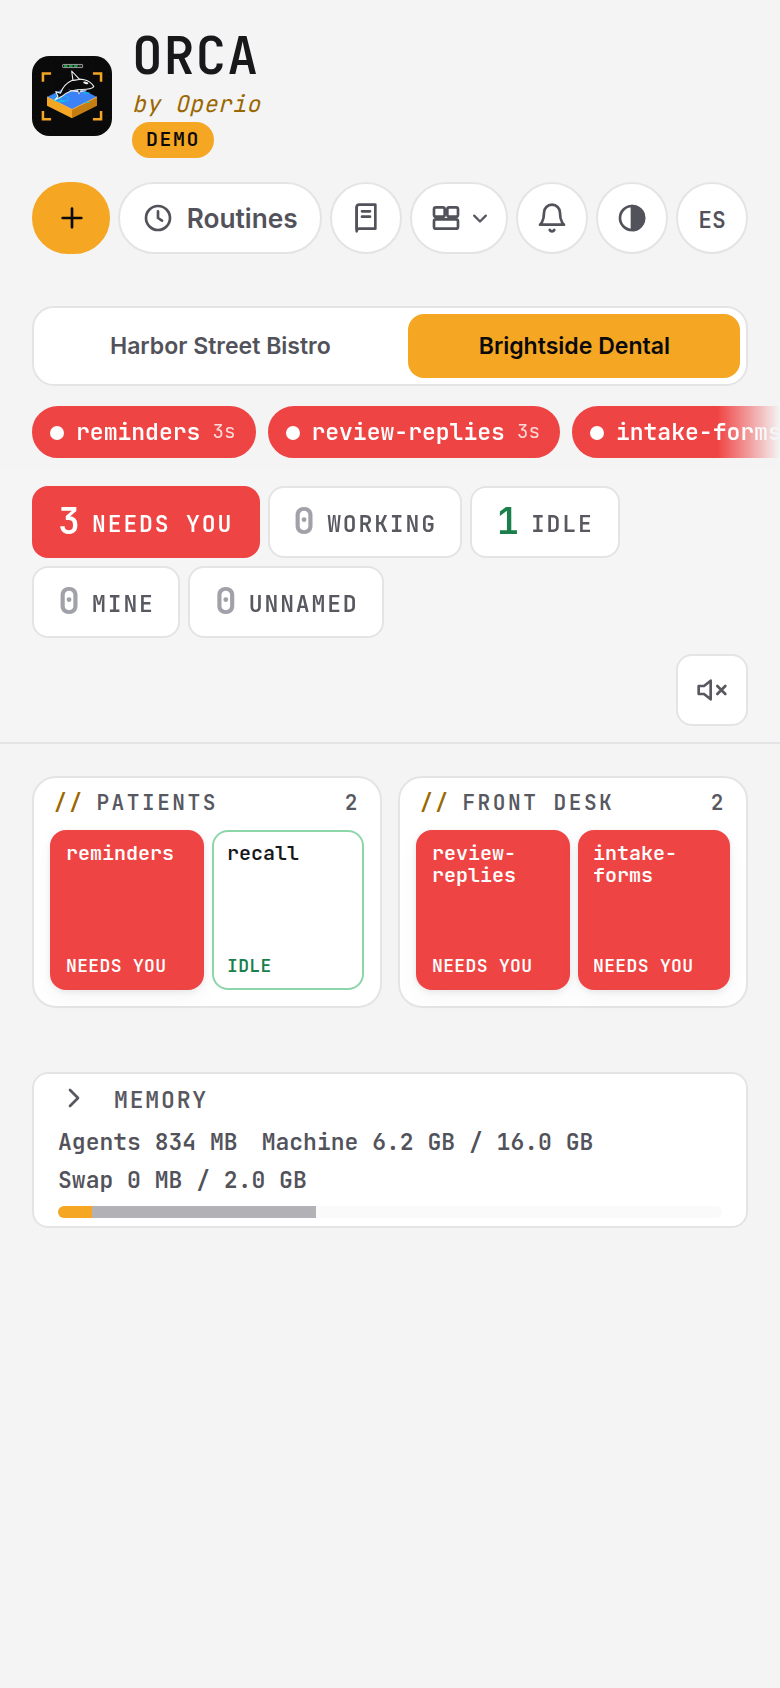 ORCA
by Operio
DEMO
Routines
ES
Harbor Street Bistro
Brightside Dental
reminders 3s
review-replies 3s
intake-forms
3 NEEDS YOU
0 WORKING
1 IDLE
0 MINE
0 UNNAMED
// PATIENTS 2
reminders
NEEDS YOU
recall
IDLE
// FRONT DESK 2
review-
replies
NEEDS YOU
intake-
forms
NEEDS YOU
MEMORY
Agents 834 MB Machine 6.2 GB / 16.0 GB
Swap 0 MB / 2.0 GB